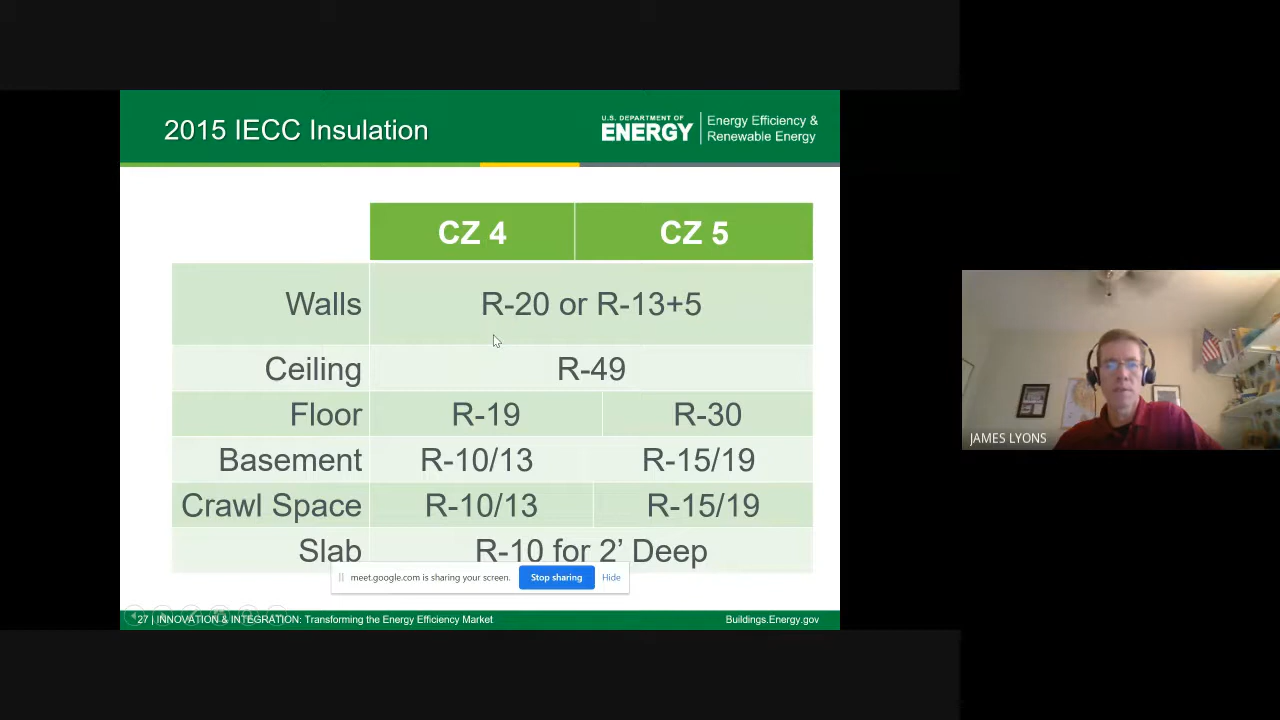 2015 IECC Insulation
U.S. DEPARTMENT OF
ENERGY
Energy Efficiency &
Renewable Energy
CZ 4 CZ 5
Walls R-20 or R-13+5
Ceiling R-49
Floor R-19 R-30
Basement R-10/13 R-15/19
Crawl Space R-10/13 R-15/19
Slab R-10 for 2’ Deep
meet.google.com is sharing your screen. Stop sharing Hide
27 | INNOVATION & INTEGRATION: Transforming the Energy Efficiency Market Buildings.Energy.gov
JAMES LYONS